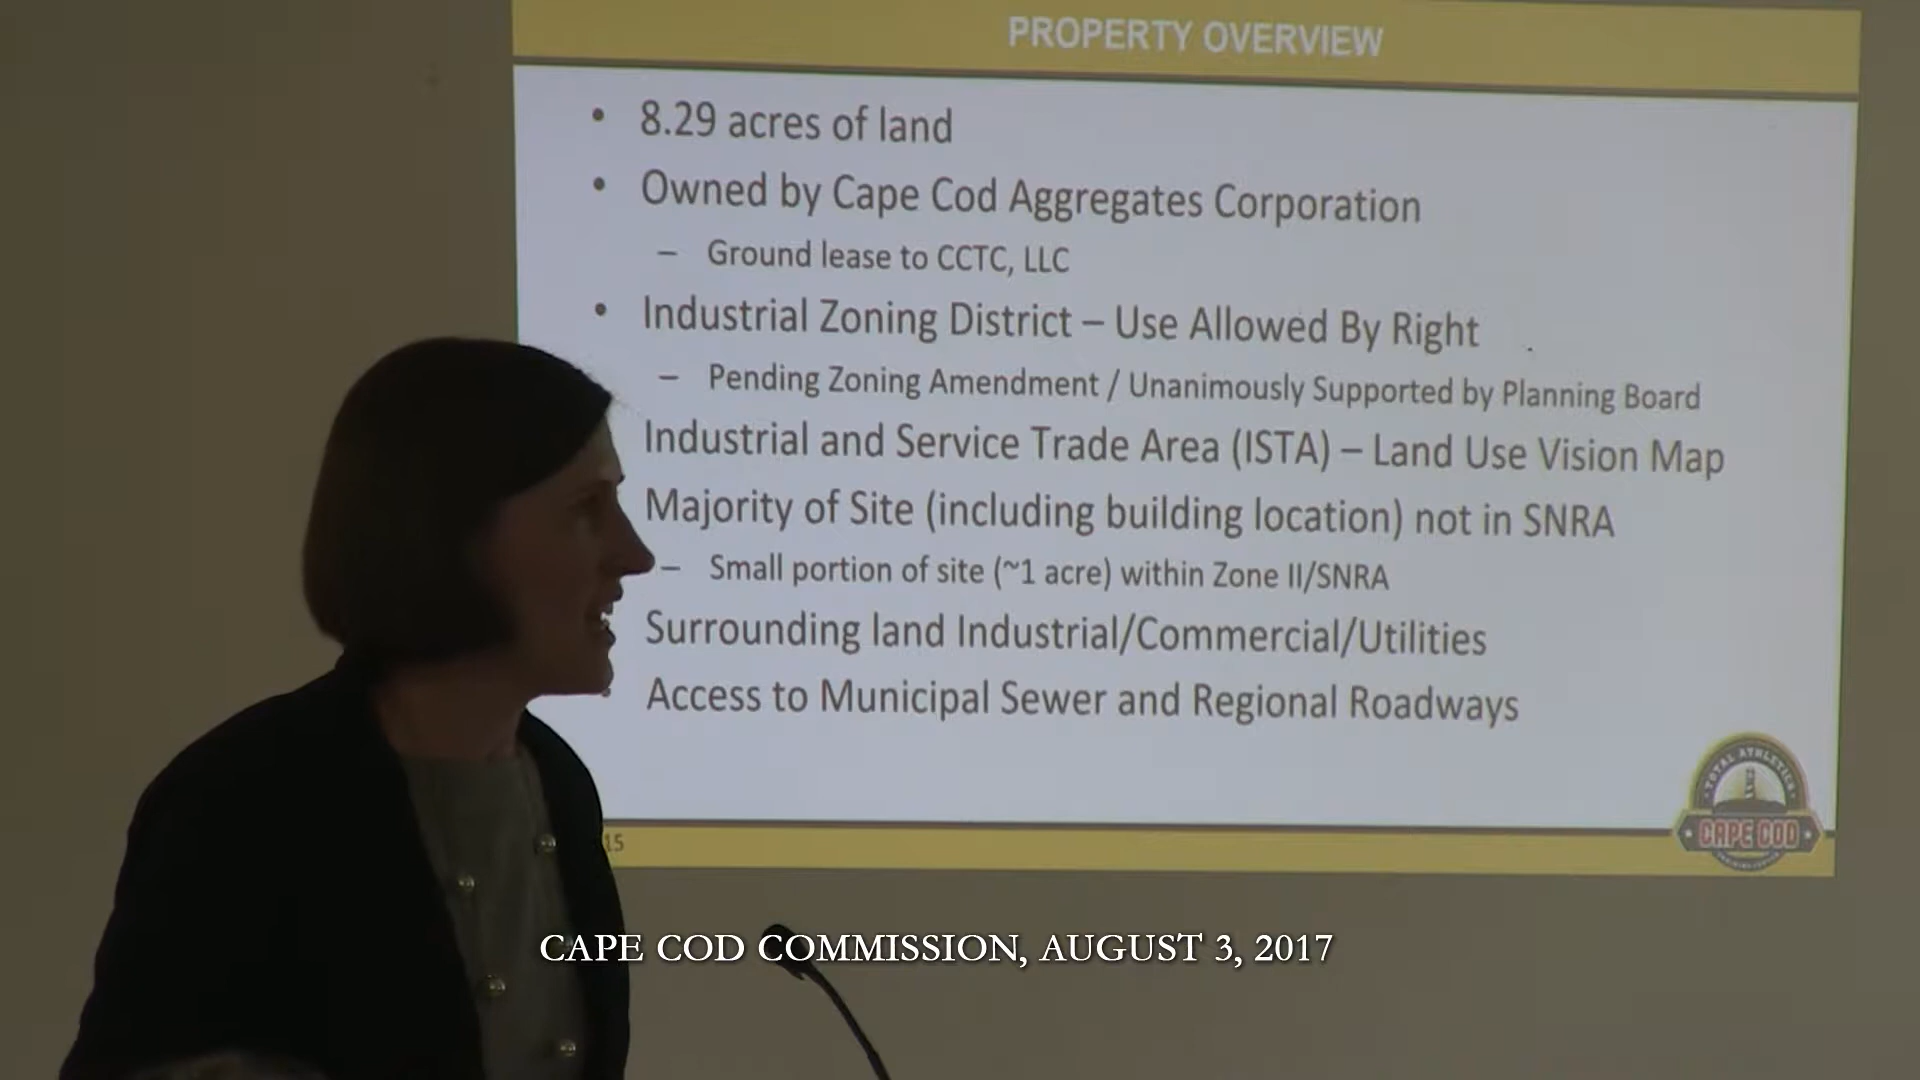 PROPERTY OVERVIEW
• 8.29 acres of land
• Owned by Cape Cod Aggregates Corporation
– Ground lease to CCTC, LLC
• Industrial Zoning District – Use Allowed By Right
– Pending Zoning Amendment / Unanimously Supported by Planning Board
Industrial and Service Trade Area (ISTA) – Land Use Vision Map
Majority of Site (including building location) not in SNRA
– Small portion of site (~1 acre) within Zone II/SNRA
Surrounding land Industrial/Commercial/Utilities
Access to Municipal Sewer and Regional Roadways
TOTAL ATHLETICS
CAPE COD
15
CAPE COD COMMISSION, AUGUST 3, 2017